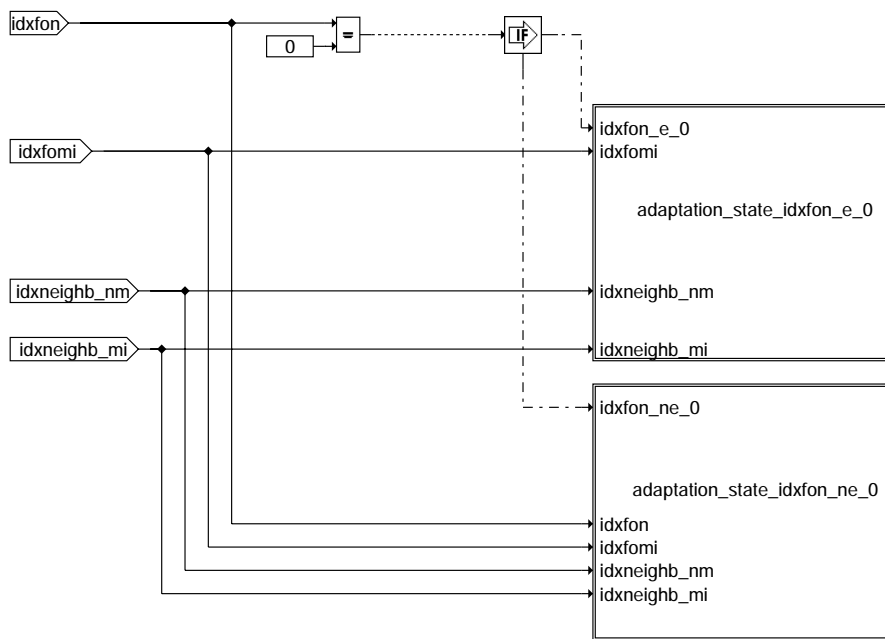 idxfon
0
=
IF
idxfon_e_0
idxfomi
idxfomi
adaptation_state_idxfon_e_0
idxneighb_nm
idxneighb_nm
idxneighb_mi
idxneighb_mi
idxfon_ne_0
adaptation_state_idxfon_ne_0
idxfon
idxfomi
idxneighb_nm
idxneighb_mi